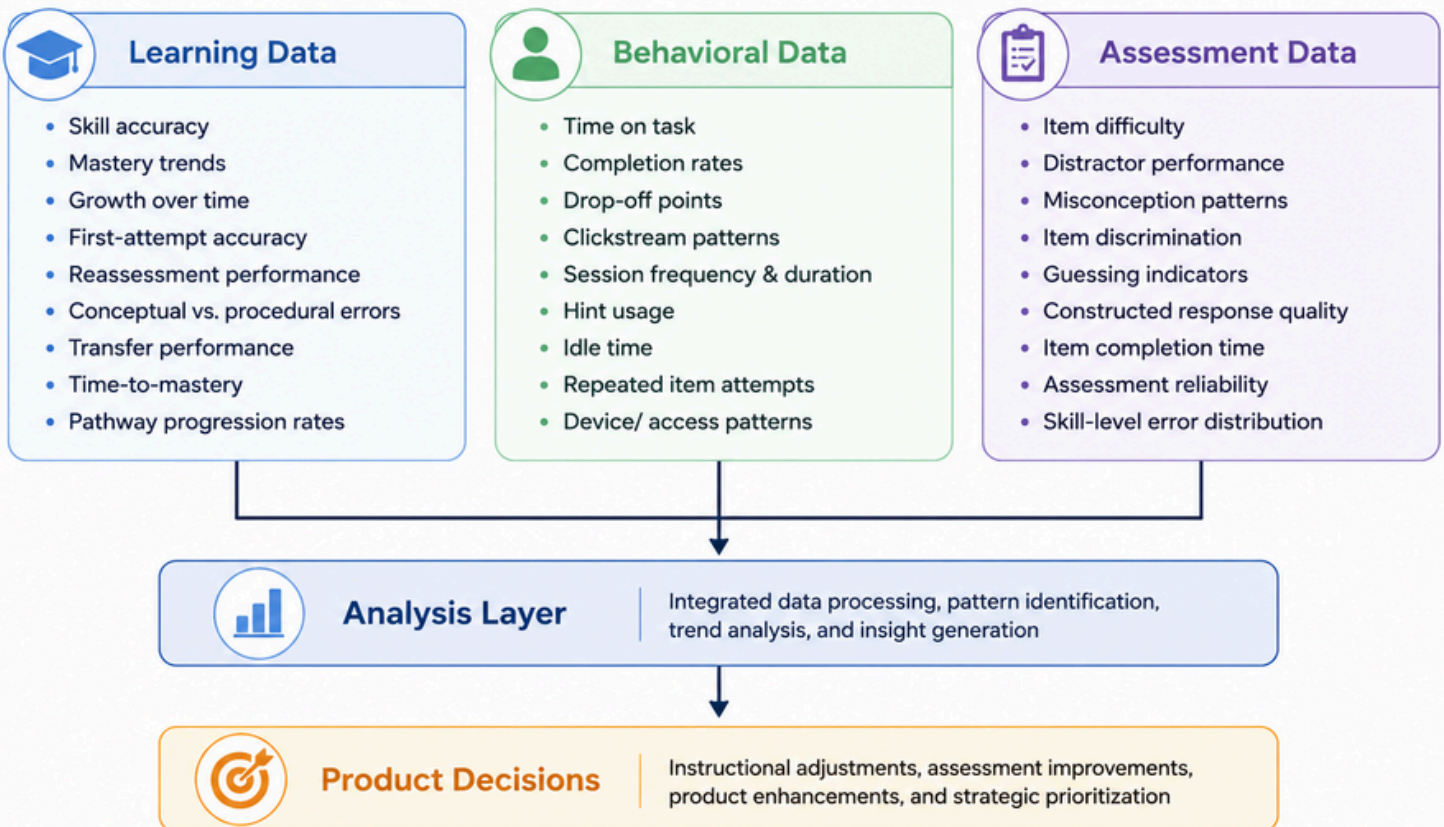 Learning Data
Skill accuracy
Mastery trends
Growth over time
First-attempt accuracy
Reassessment performance
Conceptual vs. procedural errors
Transfer performance
Time-to-mastery
Pathway progression rates
Behavioral Data
Time on task
Completion rates
Drop-off points
Clickstream patterns
Session frequency & duration
Hint usage
Idle time
Repeated item attempts
Device/ access patterns
Assessment Data
Item difficulty
Distractor performance
Misconception patterns
Item discrimination
Guessing indicators
Constructed response quality
Item completion time
Assessment reliability
Skill-level error distribution
Analysis Layer
Integrated data processing, pattern identification,
trend analysis, and insight generation
Product Decisions
Instructional adjustments, assessment improvements,
product enhancements, and strategic prioritization